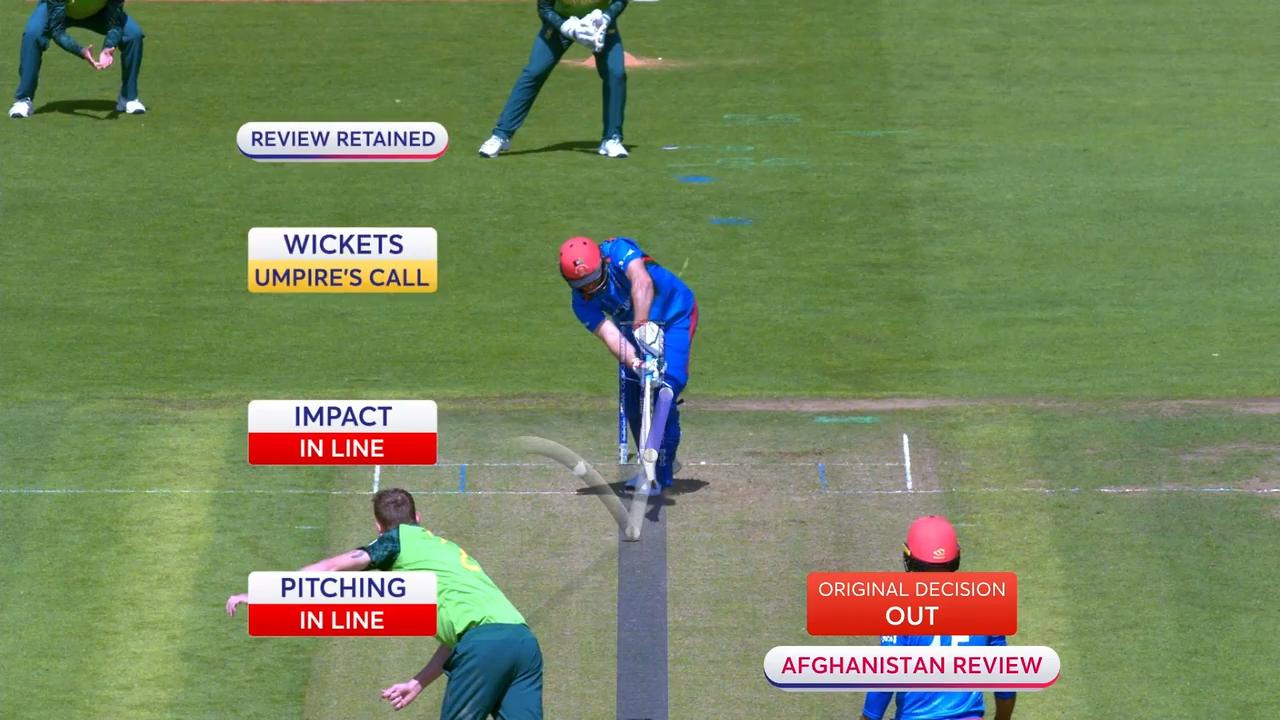 REVIEW RETAINED
WICKETS
UMPIRE'S CALL
IMPACT
IN LINE
PITCHING
IN LINE
ORIGINAL DECISION
OUT
AFGHANISTAN REVIEW